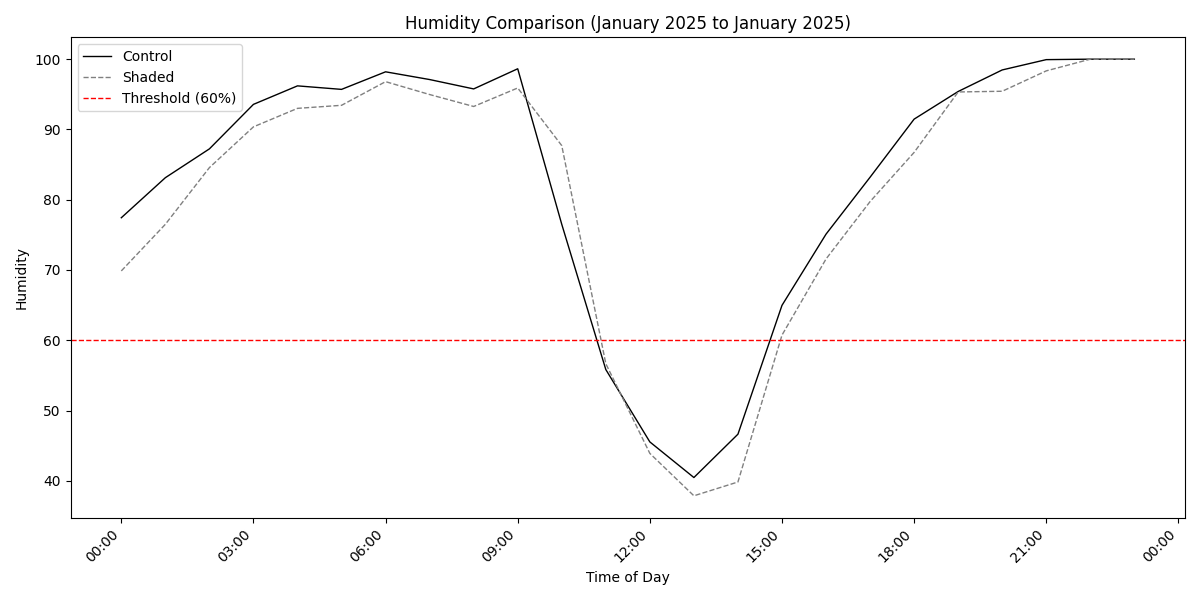 Humidity Comparison (January 2025 to January 2025)
Control
Shaded
Threshold (60%)
100
90
80
70
60
50
40
Humidity
00:00
03:00
06:00
09:00
12:00
15:00
18:00
21:00
00:00
Time of Day